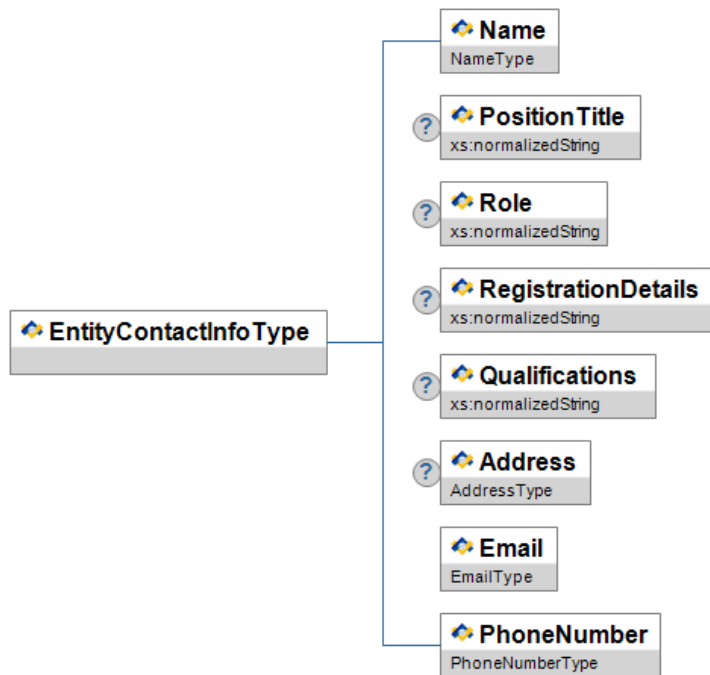 Name
NameType
?
PositionTitle
xs:normalizedString
?
Role
xs:normalizedString
?
RegistrationDetails
xs:normalizedString
EntityContactInfoType
?
Qualifications
xs:normalizedString
?
Address
AddressType
Email
EmailType
PhoneNumber
PhoneNumberType